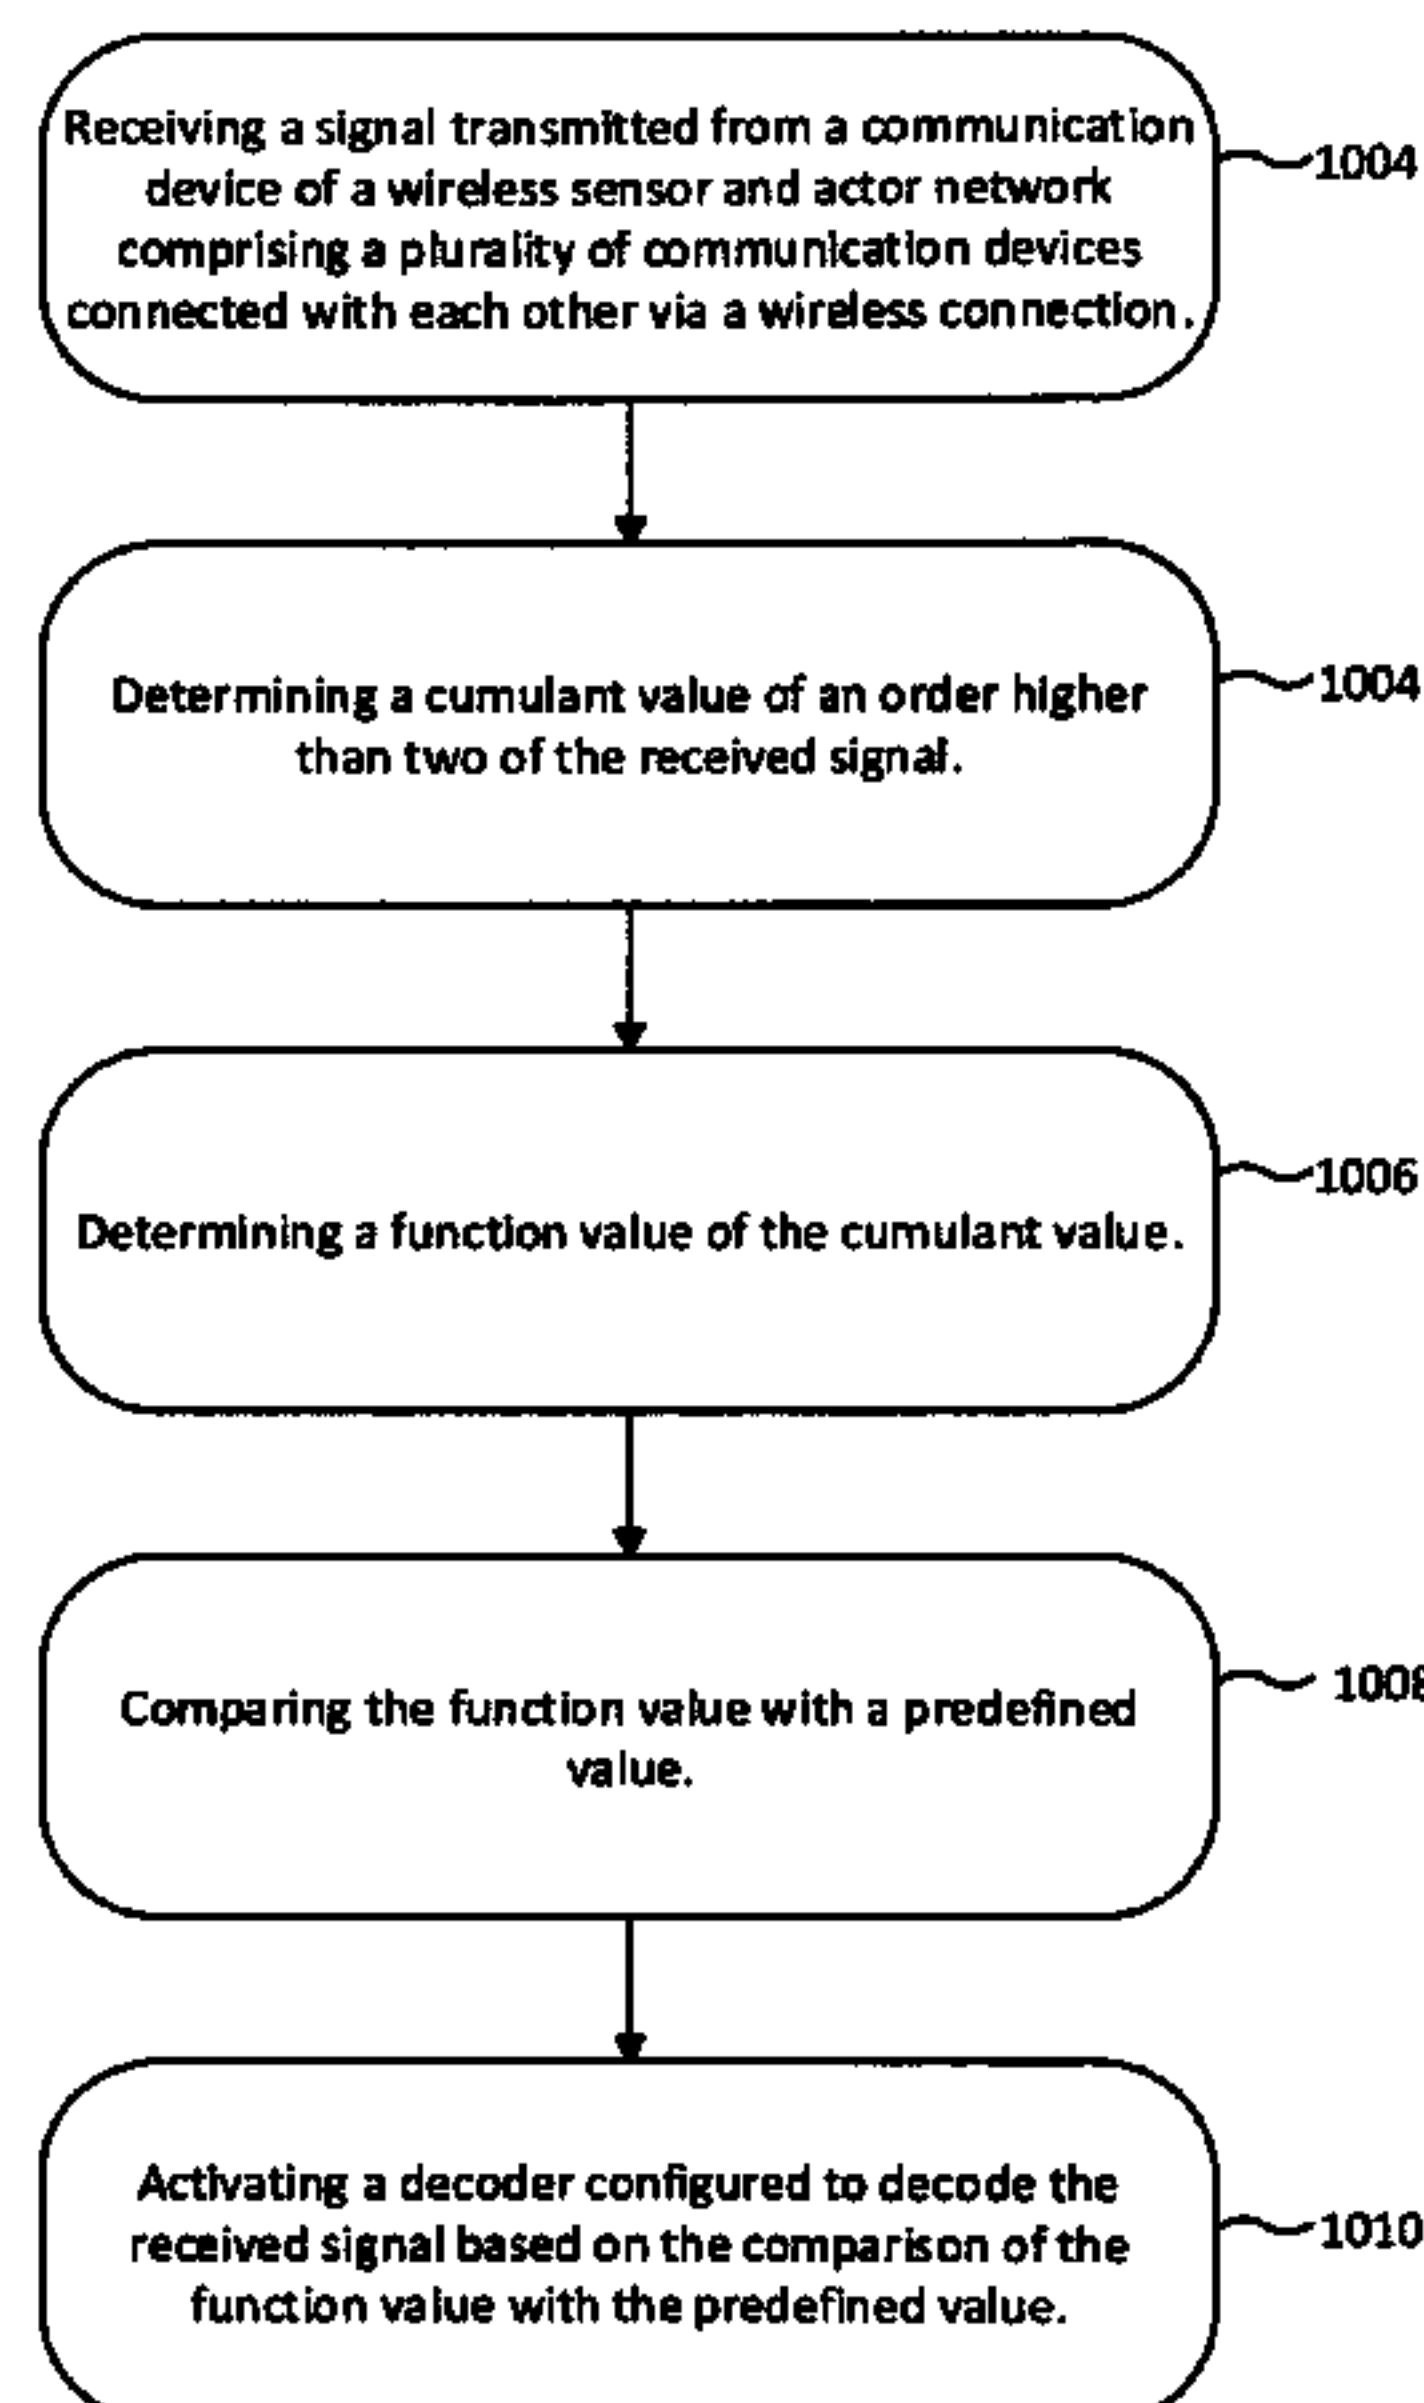 Receiving a signal transmitted from a communication
device of a wireless sensor and actor network
comprising a plurality of communication devices
connected with each other via a wireless connection.
1004
Determining a cumulant value of an order higher
than two of the received signal.
1004
Determining a function value of the cumulant value.
1006
Comparing the function value with a predefined
value.
1008
Activating a decoder configured to decode the
received signal based on the comparison of the
function value with the predefined value.
1010